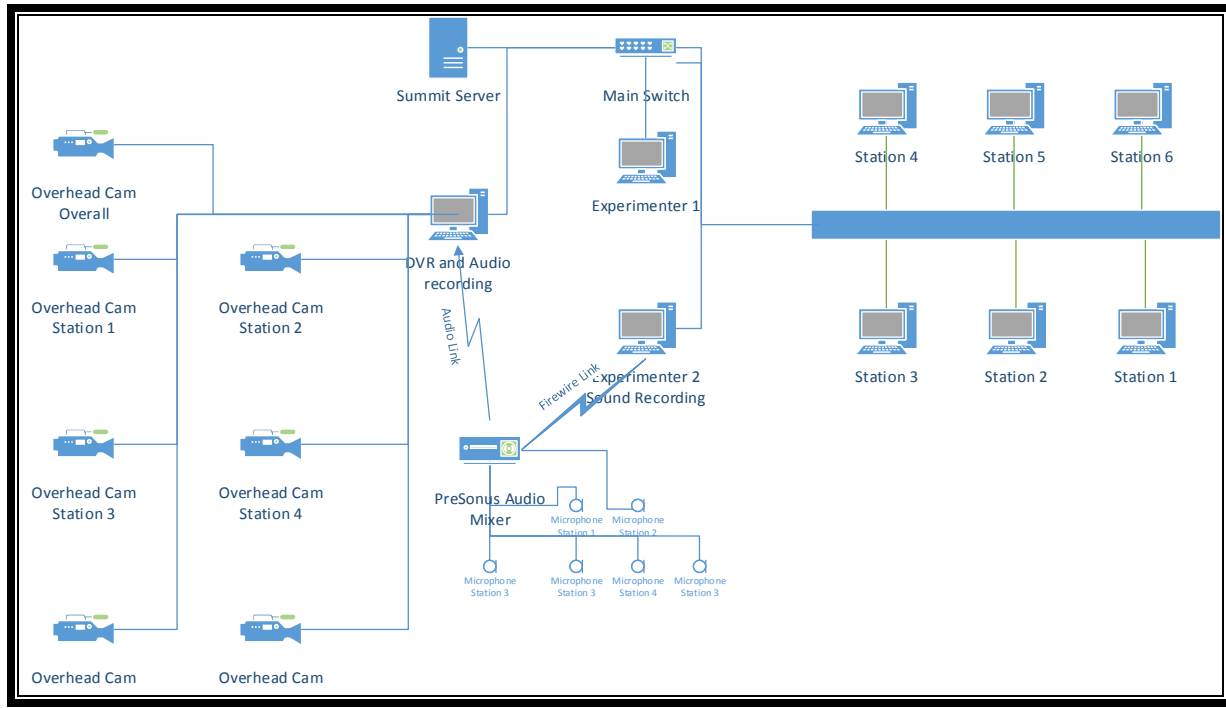 Summit Server
Main Switch
Station 4
Station 5
Station 6
Overhead Cam
Overall
Experimenter 1
DVR and Audio
recording
Overhead Cam
Station 1
Overhead Cam
Station 2
Audio Link
Firewire Link
Experimenter 2
Sound Recording
Station 3
Station 2
Station 1
Overhead Cam
Station 3
Overhead Cam
Station 4
PreSonus Audio
Mixer
Microphone
Station 1
Microphone
Station 2
Microphone
Station 3
Microphone
Station 3
Microphone
Station 4
Microphone
Station 3
Overhead Cam
Overhead Cam